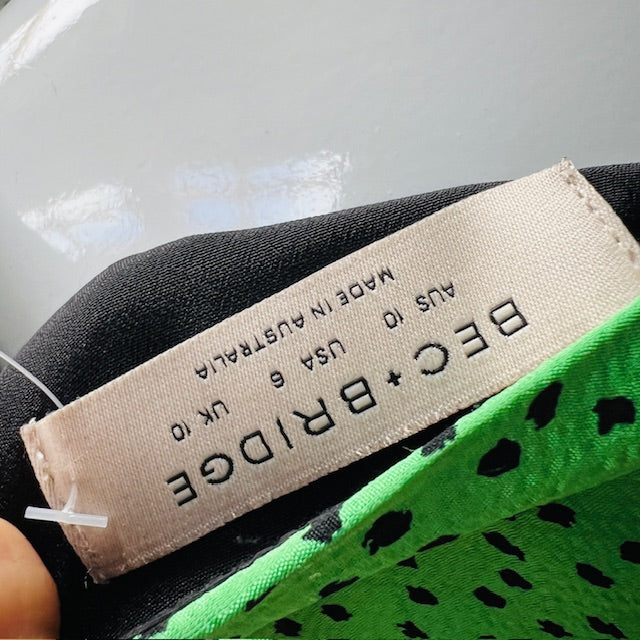 BEC+BRIDGE
AUS 10 USA 6 UK 10
MADE IN AUSTRALIA